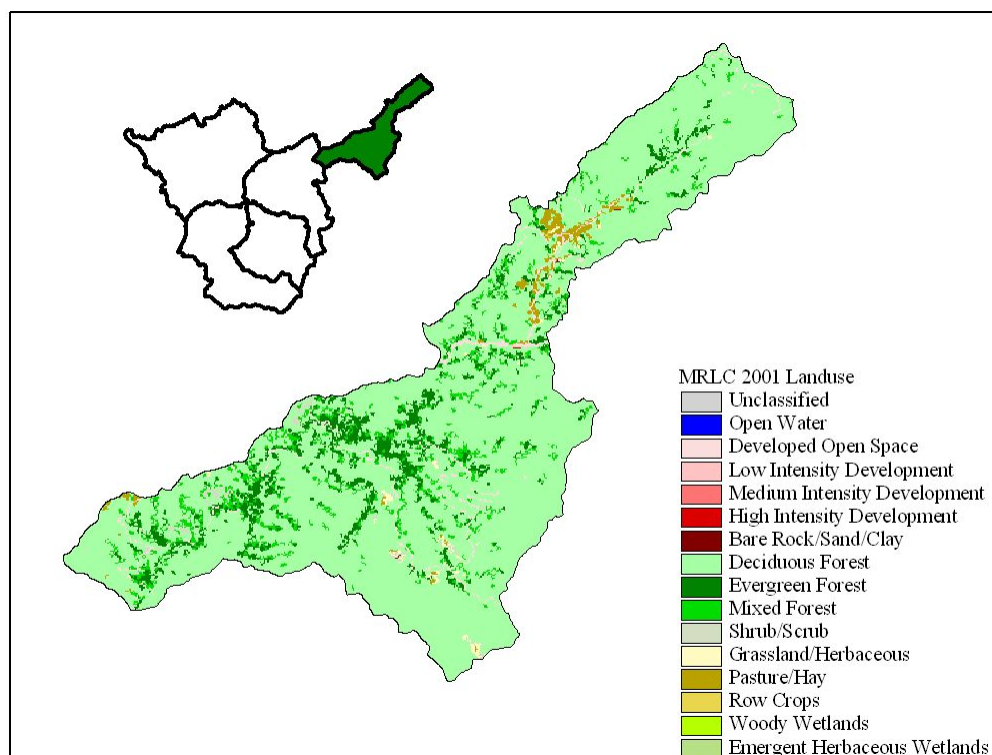 MRLC 2001 Landuse
Unclassified
Open Water
Developed Open Space
Low Intensity Development
Medium Intensity Development
High Intensity Development
Bare Rock/Sand/Clay
Deciduous Forest
Evergreen Forest
Mixed Forest
Shrub/Scrub
Grassland/Herbaceous
Pasture/Hay
Row Crops
Woody Wetlands
Emergent Herbaceous Wetlands